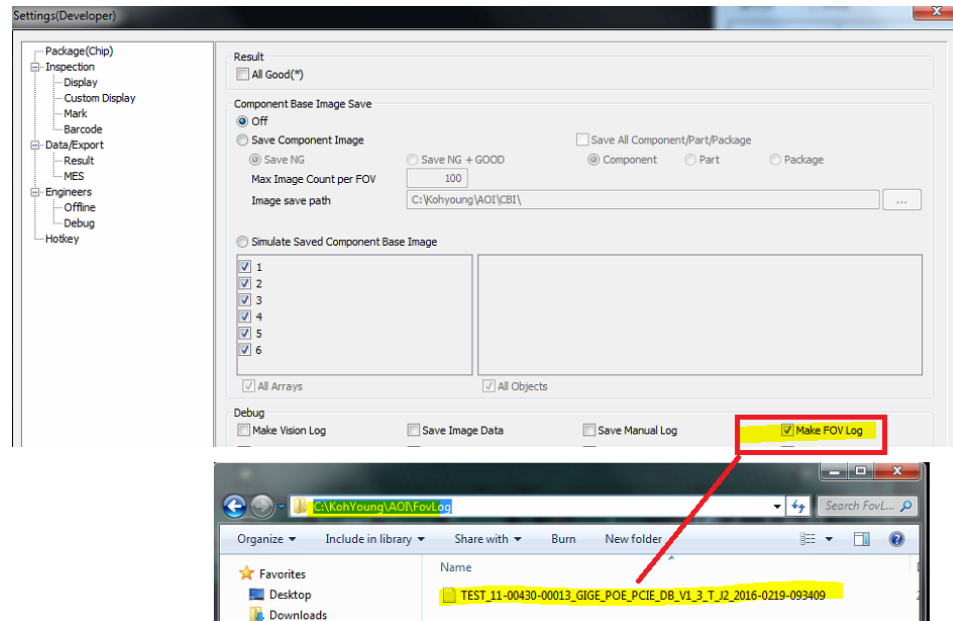 Settings(Developer)
Package(Chip)
Inspection
Display
Custom Display
Mark
Barcode
Data/Export
Result
MES
Engineers
Offline
Debug
Hotkey
Result
All Good(*)
Component Base Image Save
Off
Save Component Image
Save All Component/Part/Package
Save NG
Save NG + GOOD
Component
Part
Package
Max Image Count per FOV
100
Image save path
C:\Kohyoung\AOI\CBI\
...
Simulate Saved Component Base Image
1
2
3
4
5
6
All Arrays
All Objects
Debug
Make Vision Log
Save Image Data
Save Manual Log
Make FOV Log
C:\KohYoung\AOI\FovLog
Search FovL...
Organize
Include in library
Share with
Burn
New folder
Favorites
Desktop
Downloads
Name
TEST_11-00430-00013_GIGE_POE_PCIE_DB_V1_3_T_J2_2016-0219-093409